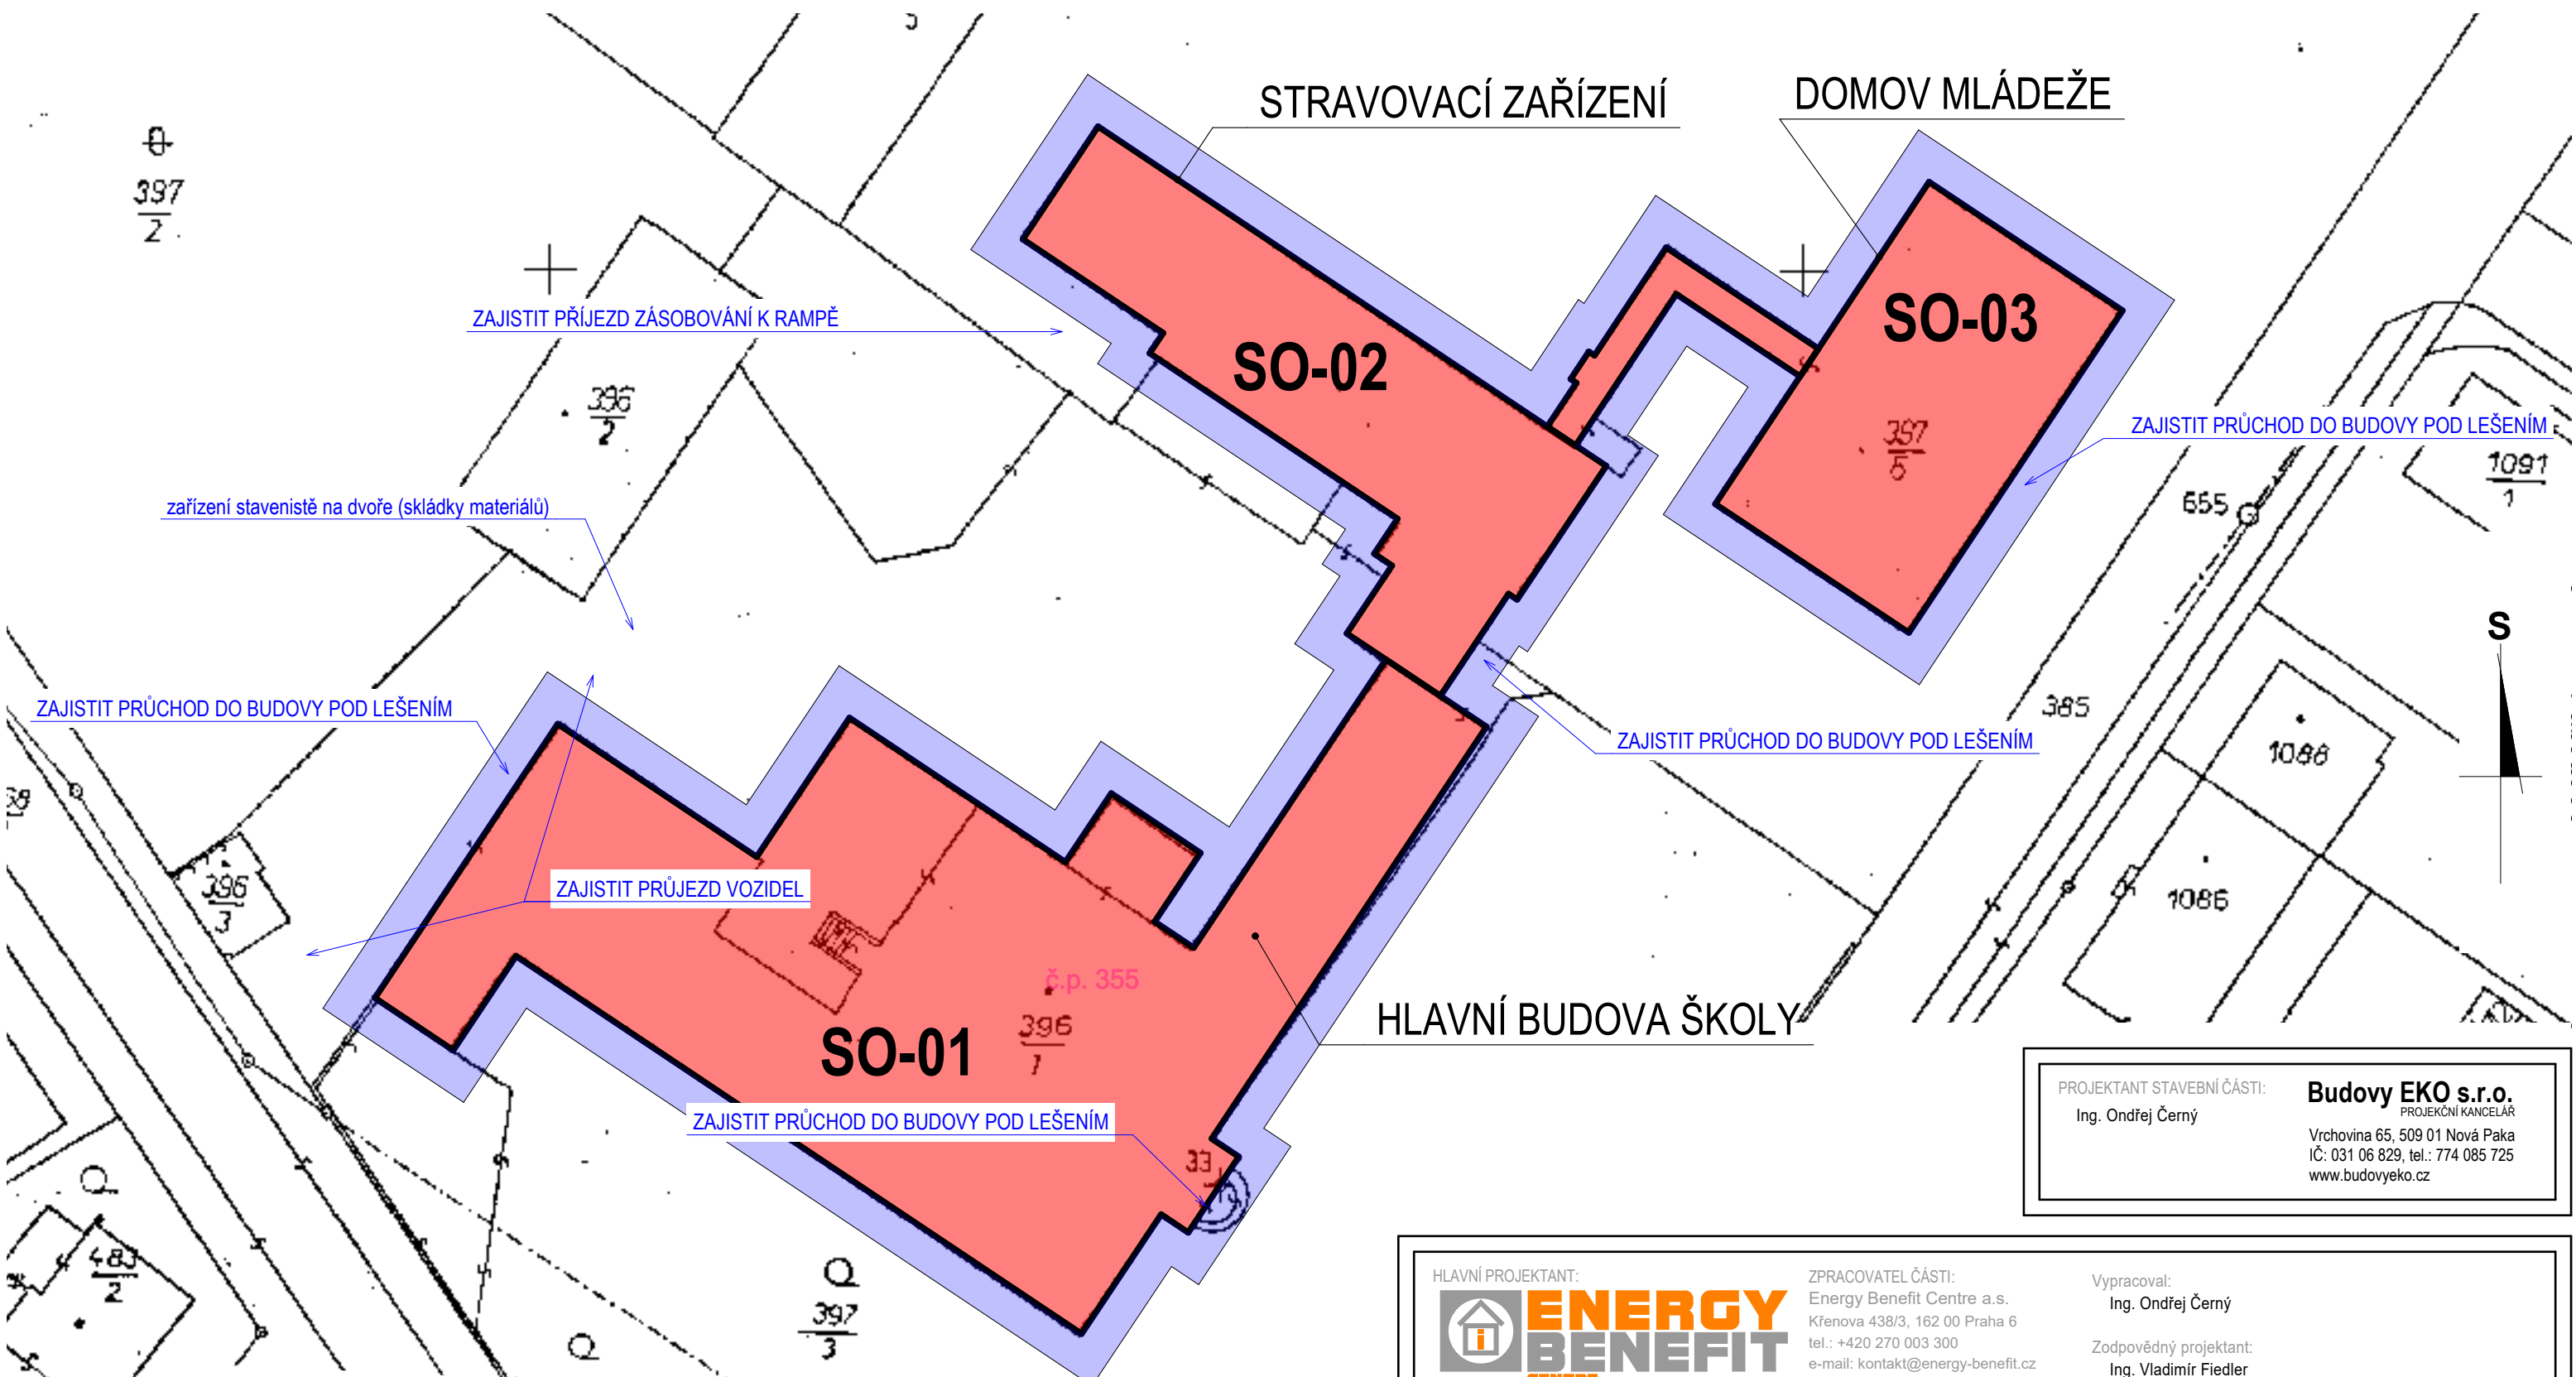 STRAVOVACÍ ZAŘÍZENÍ
DOMOV MLÁDEŽE
397
2
ZAJISTIT PŘÍJEZD ZÁSOBOVÁNÍ K RAMPĚ
SO-02
SO-03
396
2
397
5
ZAJISTIT PRŮCHOD DO BUDOVY POD LEŠENÍM
1091
1
655
zařízení stavenistě na dvoře (skládky materiálů)
S
ZAJISTIT PRŮCHOD DO BUDOVY POD LEŠENÍM
385
ZAJISTIT PRŮCHOD DO BUDOVY POD LEŠENÍM
1088
396
3
ZAJISTIT PRŮJEZD VOZIDEL
1086
č.p. 355
396
1
SO-01
HLAVNÍ BUDOVA ŠKOLY
ZAJISTIT PRŮCHOD DO BUDOVY POD LEŠENÍM
33
483
2
397
3
PROJEKTANT STAVEBNÍ ČÁSTI:
Ing. Ondřej Černý
Budovy EKO s.r.o.
PROJEKČNÍ KANCELÁŘ
Vrchovina 65, 509 01 Nová Paka
IČ: 031 06 829, tel.: 774 085 725
www.budovyeko.cz
HLAVNÍ PROJEKTANT:
ENERGY
BENEFIT
ZPRACOVATEL ČÁSTI:
Energy Benefit Centre a.s.
Křenova 438/3, 162 00 Praha 6
tel.: +420 270 003 300
e-mail: kontakt@energy-benefit.cz
Vypracoval:
Ing. Ondřej Černý
Zodpovědný projektant:
Ing. Vladimír Fiedler